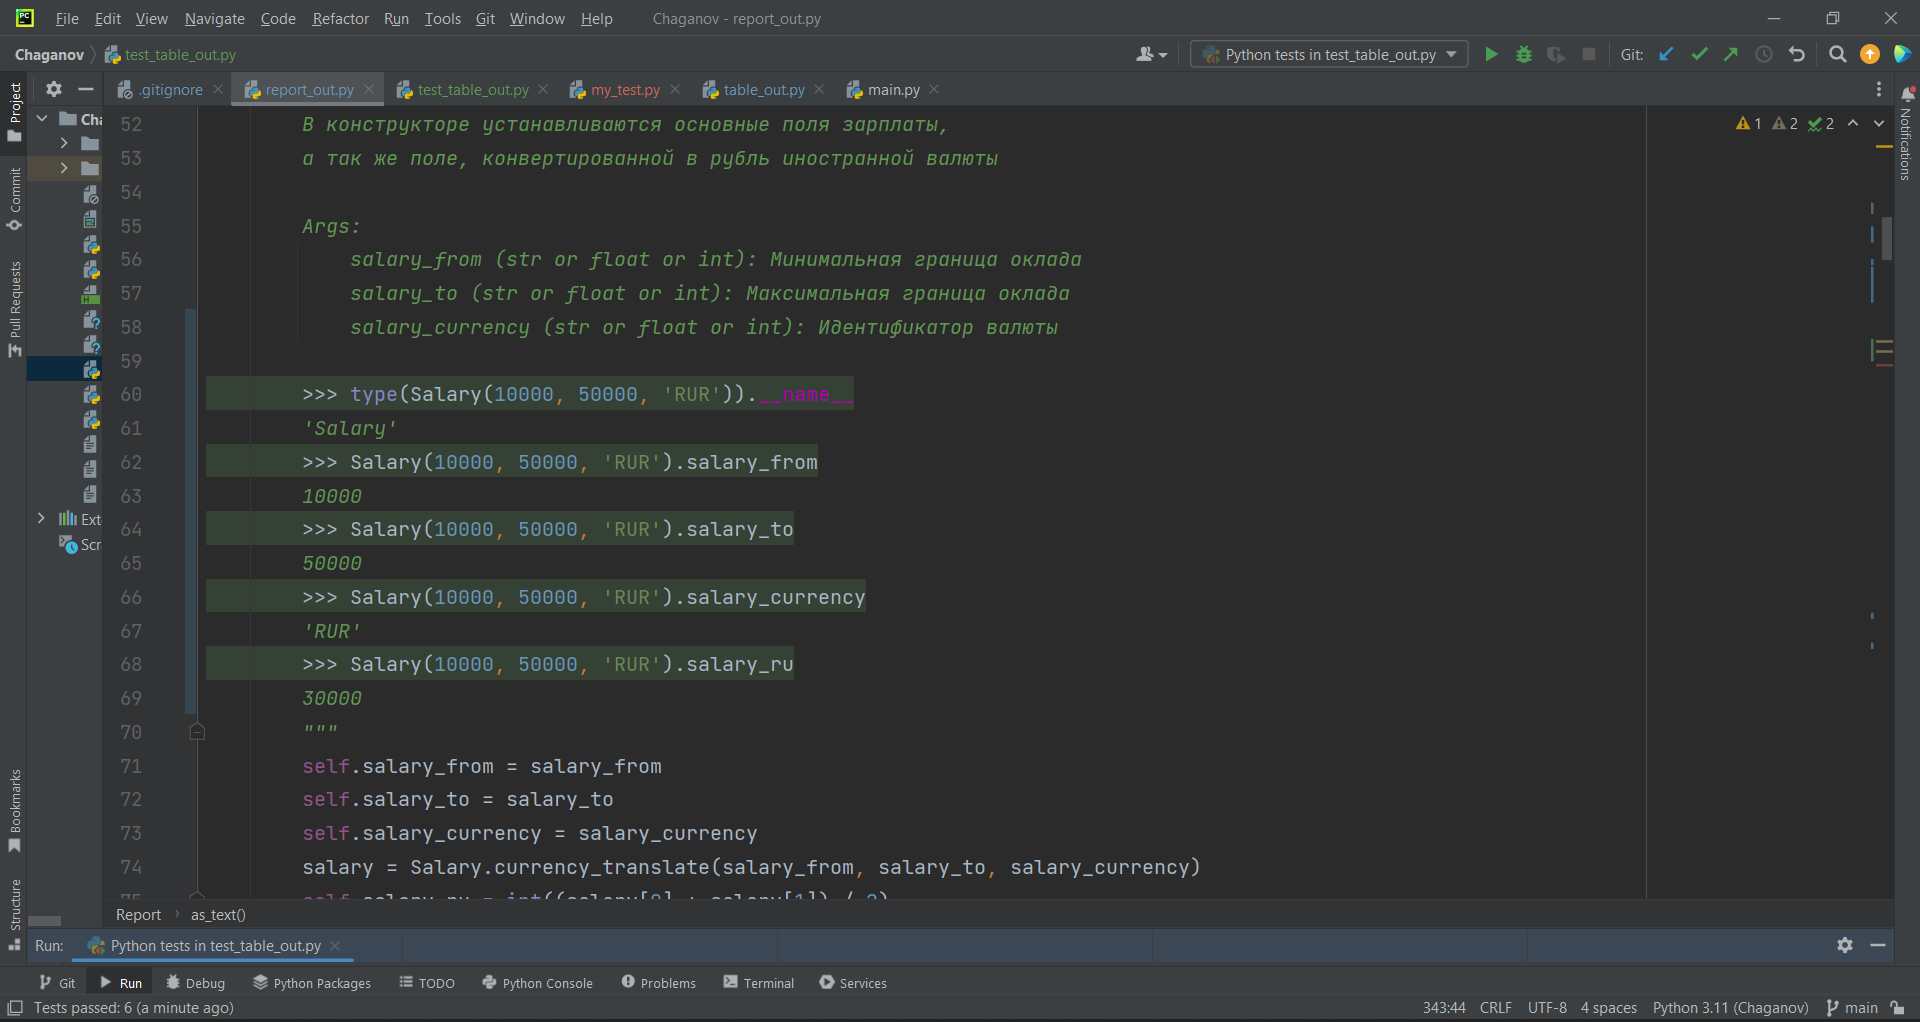 File Edit View Navigate Code Refactor Run Tools Git Window Help Chaganov - report_out.py
Chaganov test_table_out.py Python tests in test_table_out.py Git:
Project .gitignore report_out.py test_table_out.py my_test.py table_out.py main.py
Cha
Commit
Pull Requests
Ext
Scr
Bookmarks
Structure
Notifications
1 2 2
52 В конструкторе устанавливаются основные поля зарплаты,
53 а так же поле, конвертированной в рубль иностранной валюты
54
55 Args:
56 salary_from (str or float or int): Минимальная граница оклада
57 salary_to (str or float or int): Максимальная граница оклада
58 salary_currency (str or float or int): Идентификатор валюты
59
60 >>> type(Salary(10000, 50000, 'RUR')).__name__
61 'Salary'
62 >>> Salary(10000, 50000, 'RUR').salary_from
63 10000
64 >>> Salary(10000, 50000, 'RUR').salary_to
65 50000
66 >>> Salary(10000, 50000, 'RUR').salary_currency
67 'RUR'
68 >>> Salary(10000, 50000, 'RUR').salary_ru
69 30000
70 """
71 self.salary_from = salary_from
72 self.salary_to = salary_to
73 self.salary_currency = salary_currency
74 salary = Salary.currency_translate(salary_from, salary_to, salary_currency)
75 self.salary_ru = int((salary[0] + salary[1]) / 2)
Report as_text()
Run: Python tests in test_table_out.py
Git Run Debug Python Packages TODO Python Console Problems Terminal Services
Tests passed: 6 (a minute ago) 343:44 CRLF UTF-8 4 spaces Python 3.11 (Chaganov) main